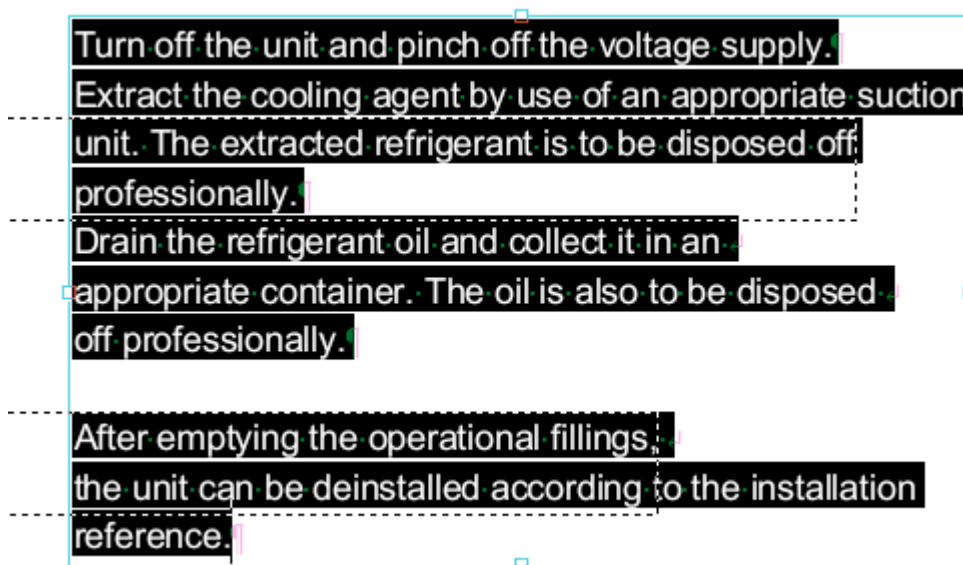 Turn off the unit and pinch off the voltage supply.
Extract the cooling agent by use of an appropriate suction
unit. The extracted refrigerant is to be disposed off
professionally.
Drain the refrigerant oil and collect it in an
appropriate container. The oil is also to be disposed
off professionally.
After emptying the operational fillings,
the unit can be deinstalled according to the installation
reference.